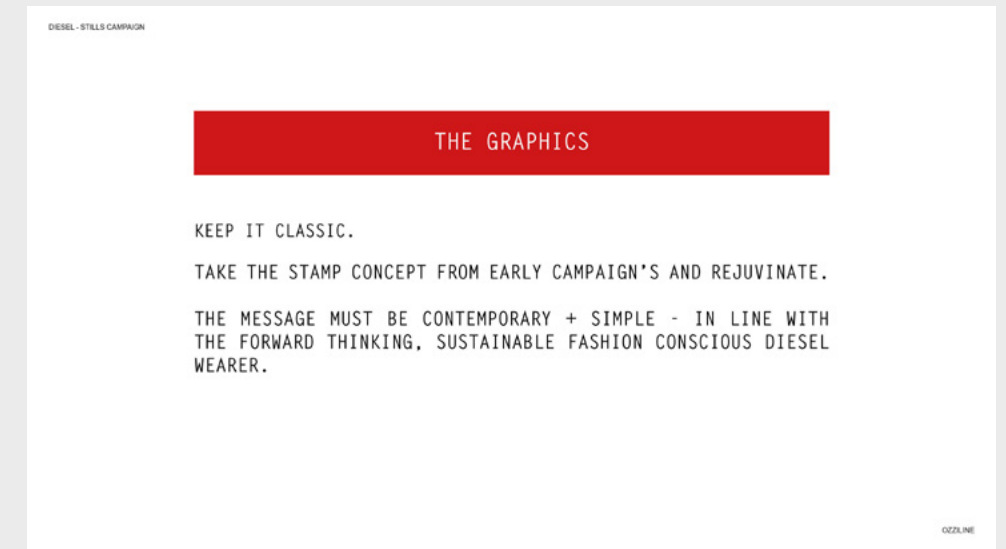 DIESEL - STILLS CAMPAIGN
THE GRAPHICS
KEEP IT CLASSIC.
TAKE THE STAMP CONCEPT FROM EARLY CAMPAIGN'S AND REJUVINATE.
THE MESSAGE MUST BE CONTEMPORARY + SIMPLE - IN LINE WITH
THE FORWARD THINKING, SUSTAINABLE FASHION CONSCIOUS DIESEL
WEARER.
OZZILINE